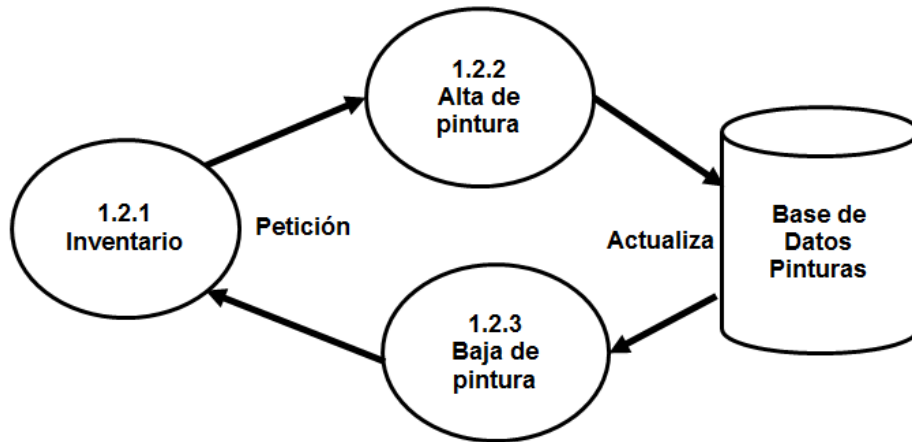 1.2.2
Alta de
pintura
1.2.1
Inventario
Petición
Actualiza
Base de
Datos
Pinturas
1.2.3
Baja de
pintura